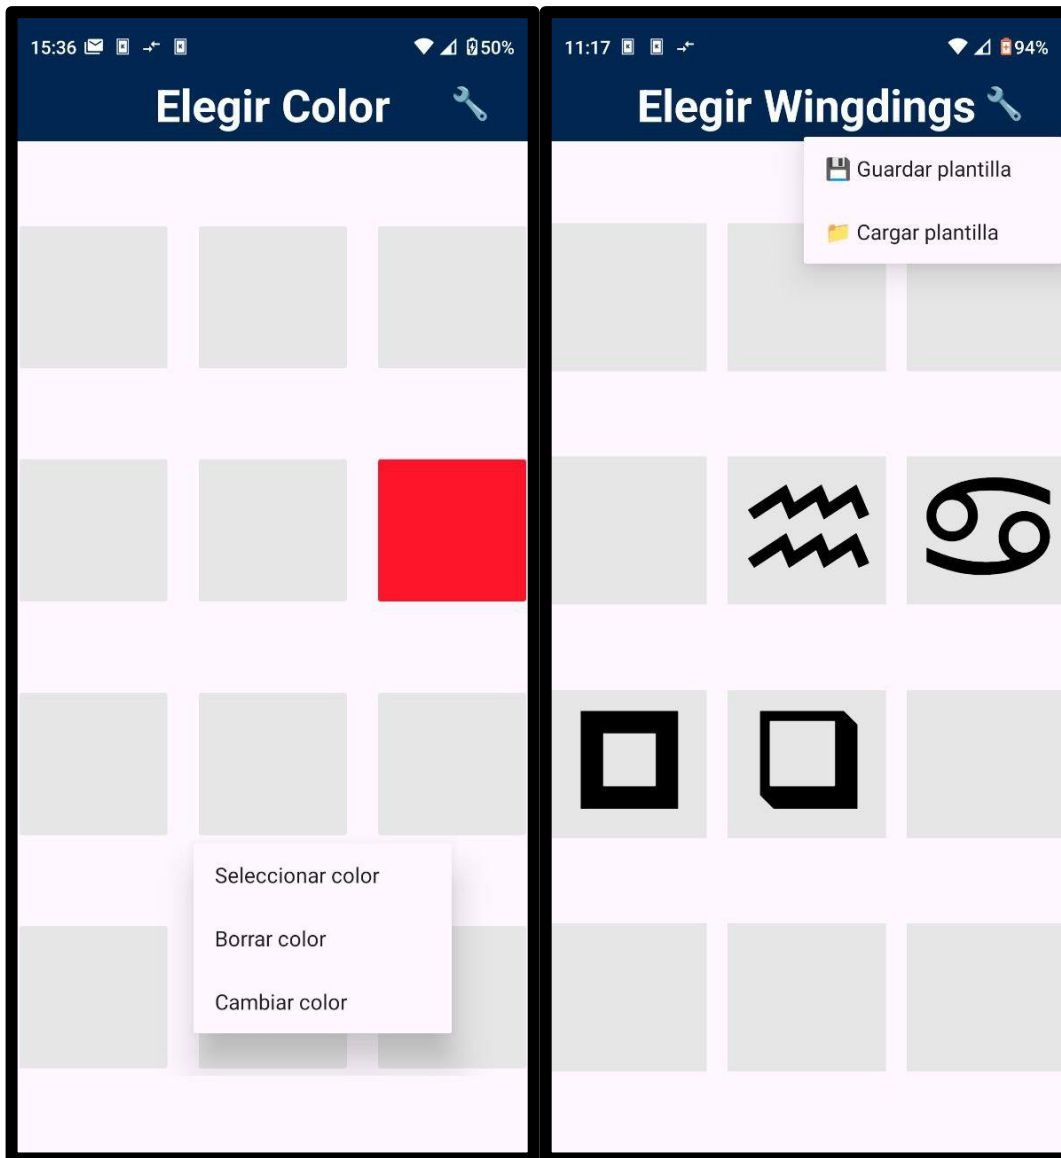 15:36
50%
Elegir Color
Seleccionar color
Borrar color
Cambiar color
11:17
94%
Elegir Wingdings
Guardar plantilla
Cargar plantilla